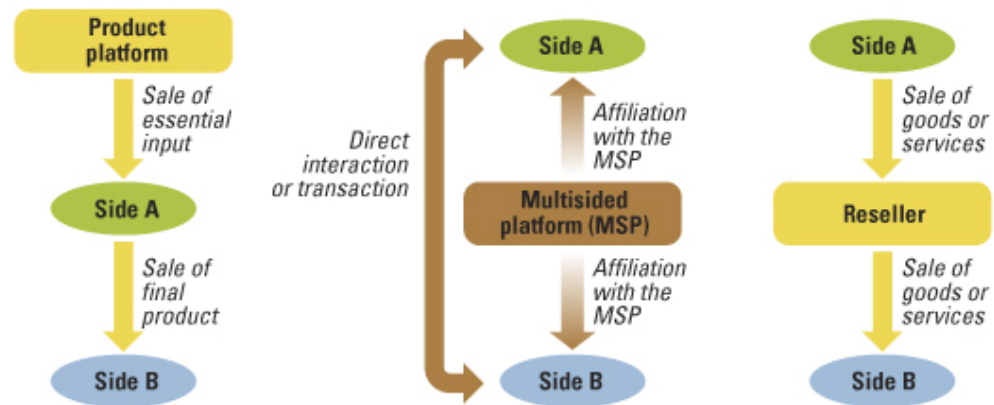 Product
platform
Sale of
essential
input
Side A
Sale of
final
product
Side B
Direct
interaction
or transaction
Side A
Affiliation
with the
MSP
Multisided
platform (MSP)
Affiliation
with the
MSP
Side B
Side A
Sale of
goods or
services
Reseller
Sale of
goods or
services
Side B